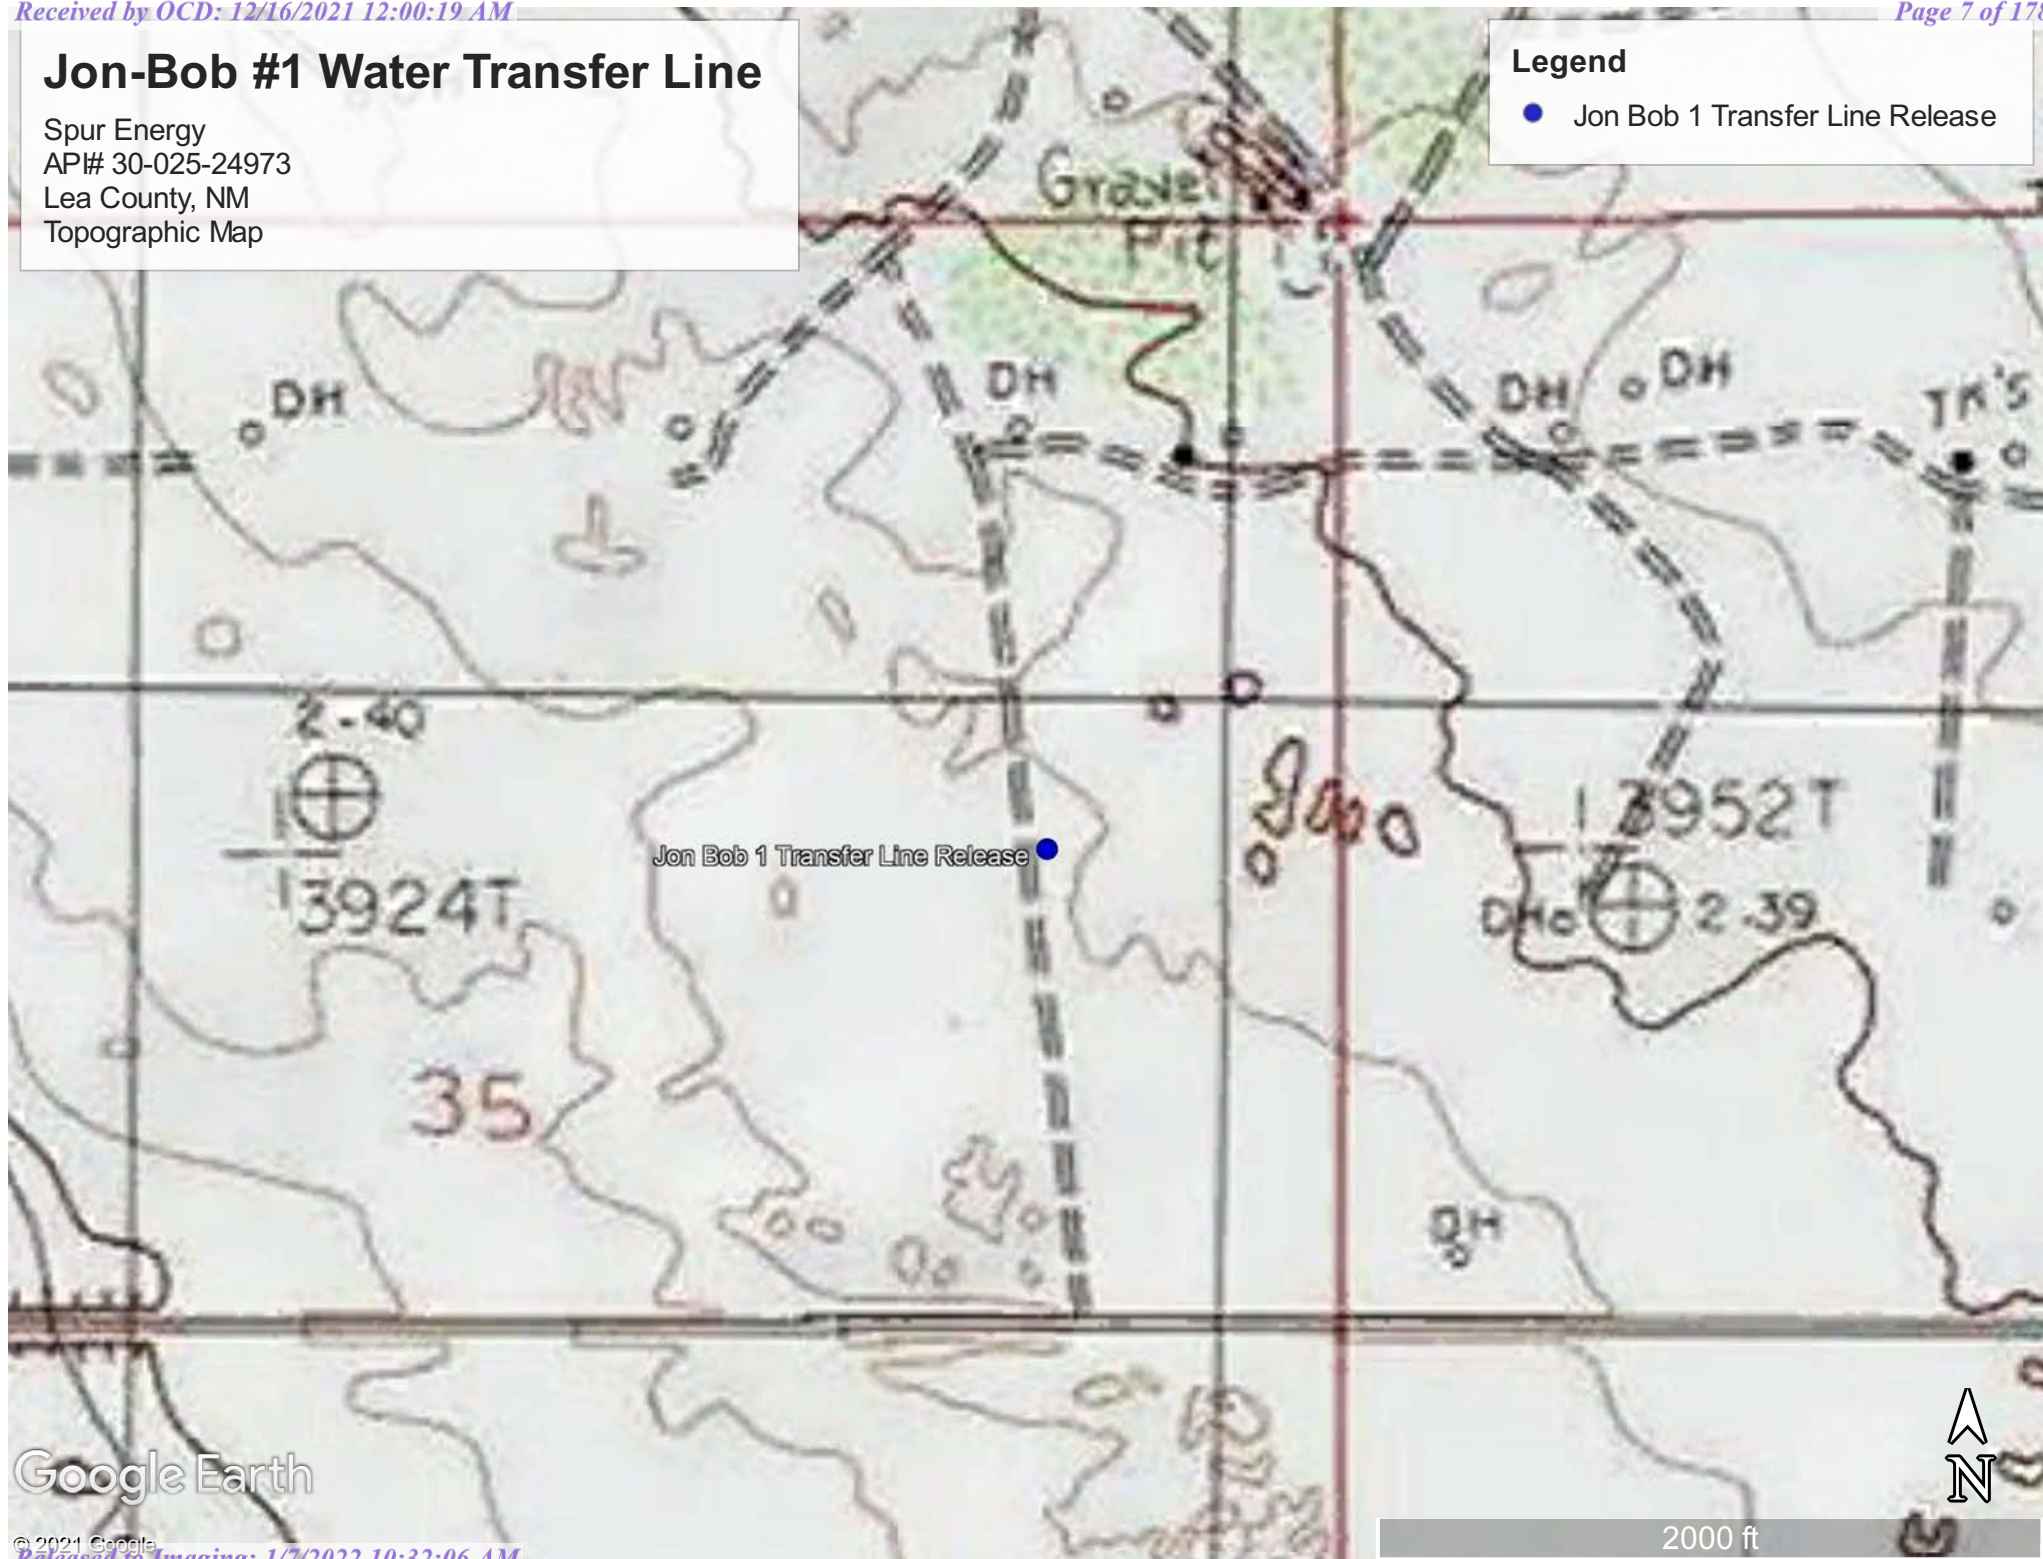 Received by OCD: 12/16/2021 12:00:19 AM
Page 7 of 178
Jon-Bob #1 Water Transfer Line
Spur Energy
API# 30-025-24973
Lea County, NM
Topographic Map
Legend
Jon Bob 1 Transfer Line Release
Gravel
Pit
DH
DH
DH
DH
TK'S
2-40
3924T
Jon Bob 1 Transfer Line Release
3952T
DHo
2-39
35
DH
Google Earth
N
2000 ft
© 2021 Google
Released to Imaging: 1/7/2022 10:32:06 AM